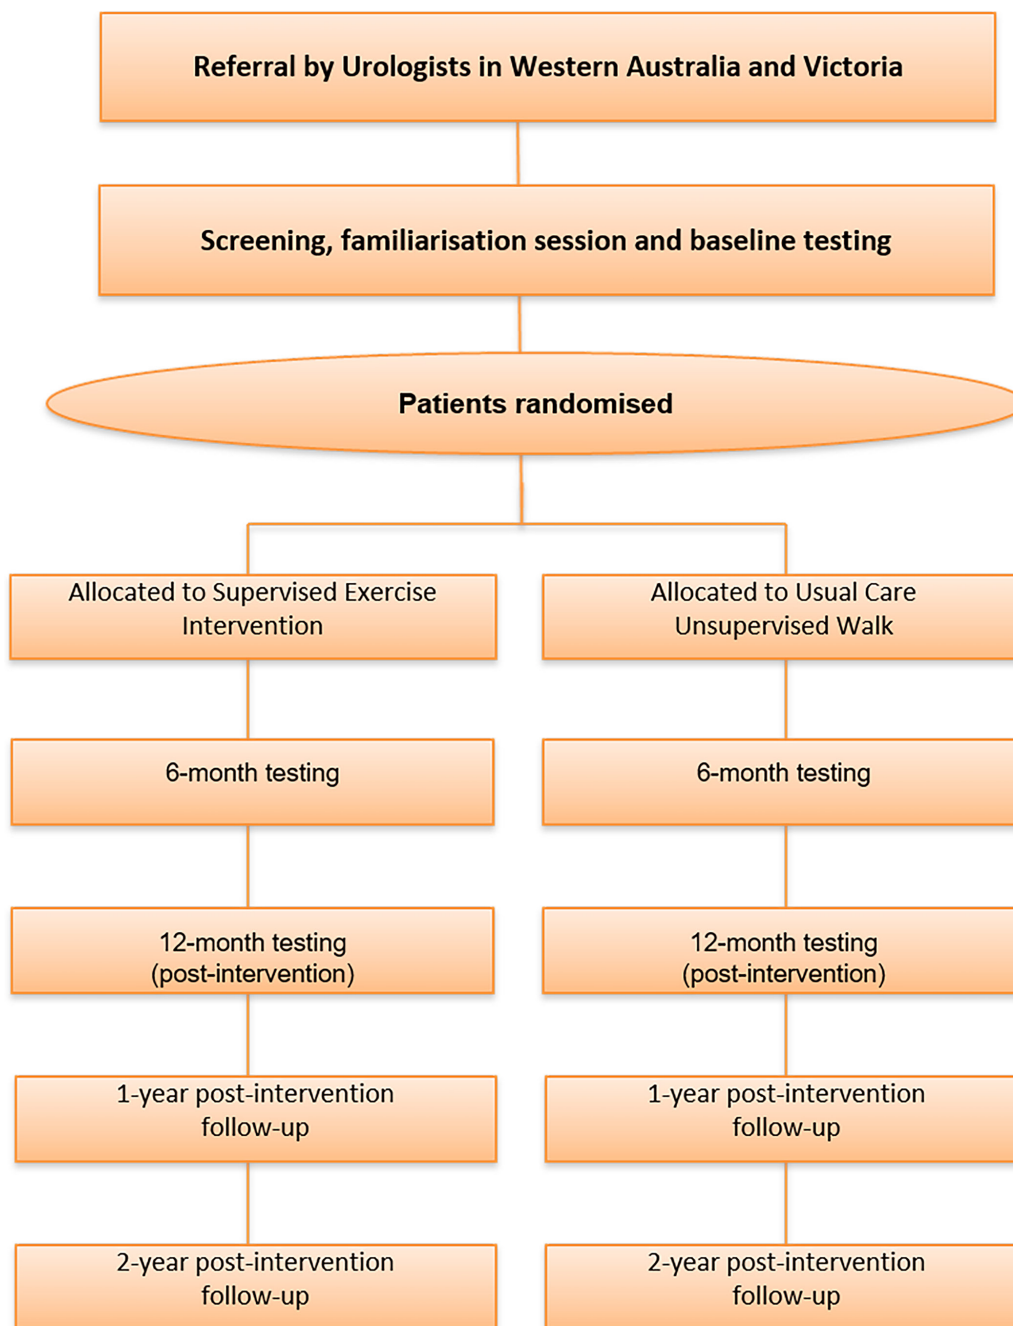 Referral by Urologists in Western Australia and Victoria
Screening, familiarisation session and baseline testing
Patients randomised
Allocated to Supervised Exercise
Intervention
Allocated to Usual Care
Unsupervised Walk
6-month testing
6-month testing
12-month testing
(post-intervention)
12-month testing
(post-intervention)
1-year post-intervention
follow-up
1-year post-intervention
follow-up
2-year post-intervention
follow-up
2-year post-intervention
follow-up